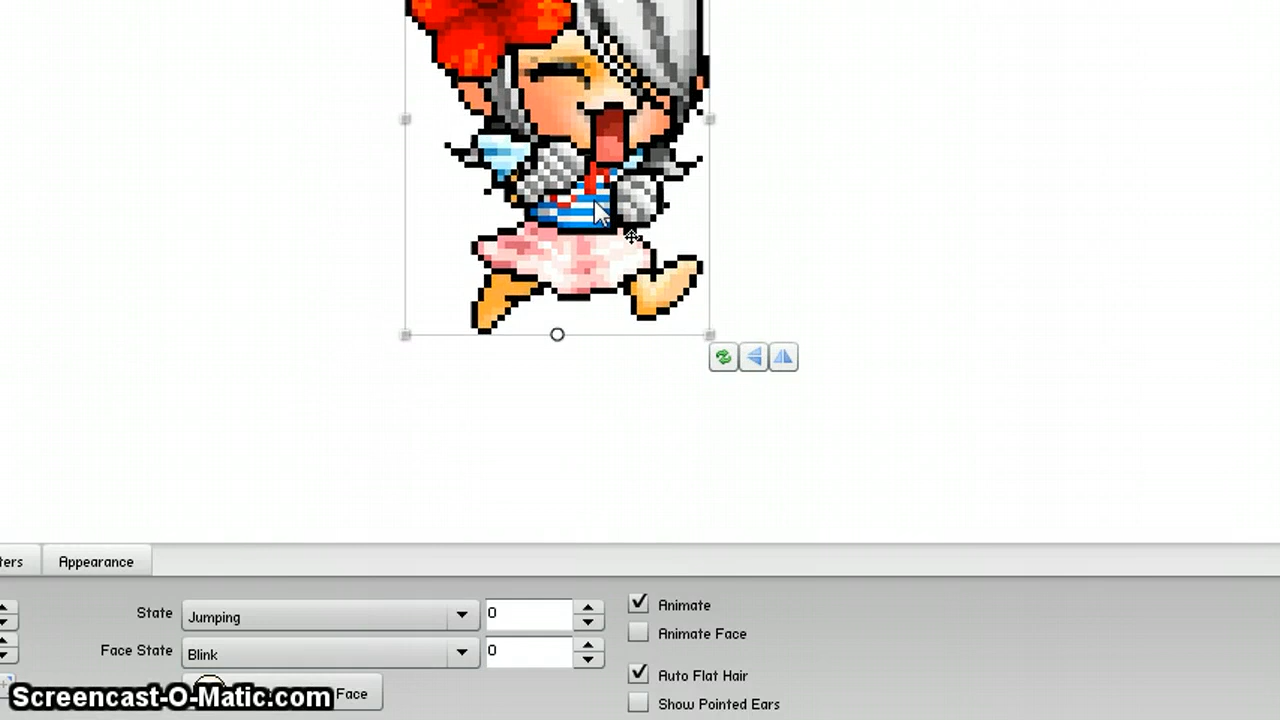 ters Appearance
State Jumping 0 Animate
Animate Face
Face State Blink 0
Auto Flat Hair
Face
Show Pointed Ears
Screencast-O-Matic.com